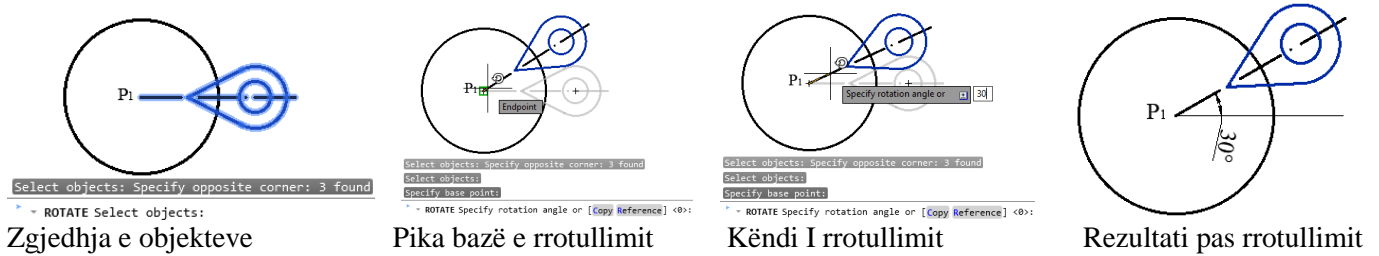 P1
Select objects: Specify opposite corner: 3 found
ROTATE Select objects:
Zgjedhja e objekteve
P1
Endpoint
Select objects: Specify opposite corner: 3 found
Select objects:
Specify base point:
ROTATE Specify rotation angle or [Copy Reference] <0>:
Pika bazë e rrotullimit
P1
Specify rotation angle or 30
Select objects: Specify opposite corner: 3 found
Select objects:
Specify base point:
ROTATE Specify rotation angle or [Copy Reference] <0>:
Këndi I rrotullimit
P1
30°
Rezultati pas rrotullimit